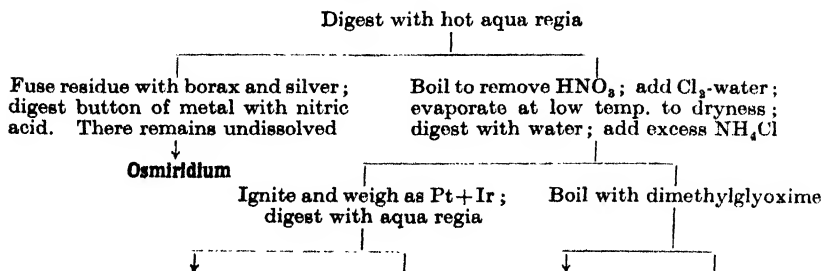 Digest with hot aqua regia
Fuse residue with borax and silver;
digest button of metal with nitric
acid. There remains undissolved
Osmiridium
Boil to remove HNO₃; add Cl₂-water;
evaporate at low temp. to dryness;
digest with water; add excess NH₄Cl
Ignite and weigh as Pt+Ir;
digest with aqua regia
Boil with dimethylglyoxime